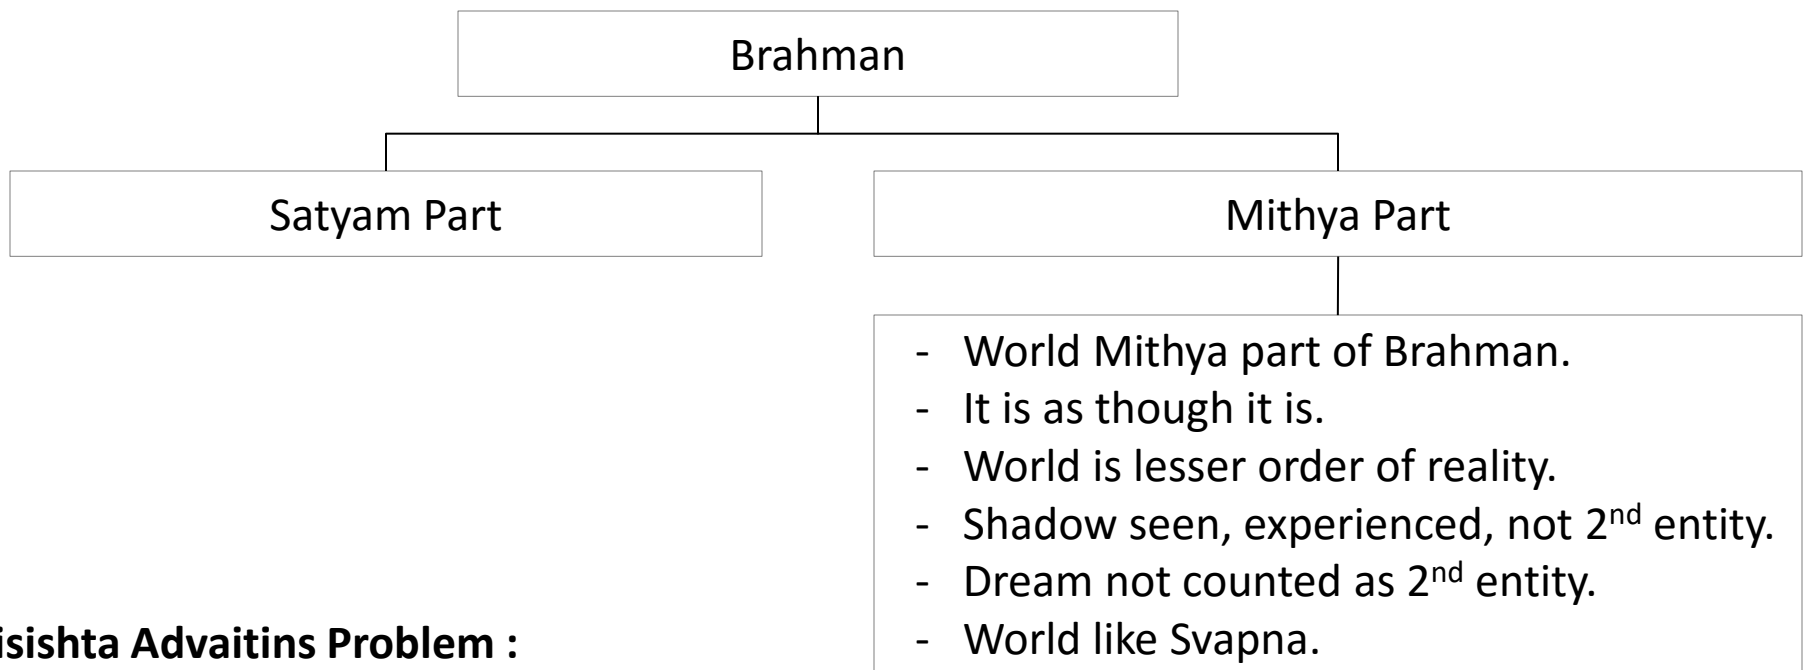 Brahman
Satyam Part
Mithya Part
- World Mithya part of Brahman.
- It is as though it is.
- World is lesser order of reality.
- Shadow seen, experienced, not 2nd entity.
- Dream not counted as 2nd entity.
- World like Svapna.
isishta Advaitins Problem :